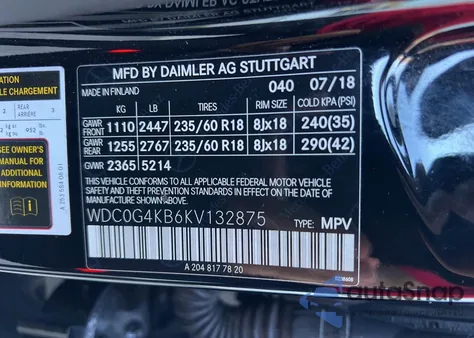 MFD BY DAIMLER AG STUTTGART
MADE IN FINLAND 040 07/18
KG LB TIRES RIM SIZE COLD KPA (PSI)
GAWR FRONT 1110 2447 235/60 R18 8Jx18 240(35)
GAWR REAR 1255 2767 235/60 R18 8Jx18 290(42)
GVWR 2365 5214
THIS VEHICLE CONFORMS TO ALL APPLICABLE FEDERAL MOTOR VEHICLE
SAFETY STANDARDS IN EFFECT ON THE DATE OF
MANUFACTURE SHOWN ABOVE.
WDC0G4KB6KV132875 TYPE: MPV
A 204 817 78 20
INFORMATION
LE CHARGEMENT
REAR
ARRIÈRE
SEE OWNER'S
MANUAL FOR
ADDITIONAL
INFORMATION
autoSnap